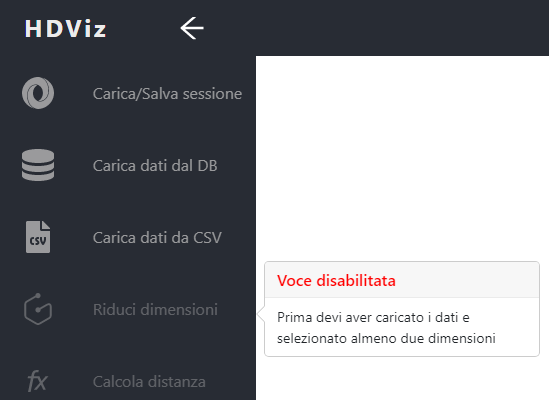 HDViz
Carica/Salva sessione
Carica dati dal DB
CSV
Carica dati da CSV
Riduci dimensioni
Voce disabilitata
Prima devi aver caricato i dati e
selezionato almeno due dimensioni
fx
Calcola distanza